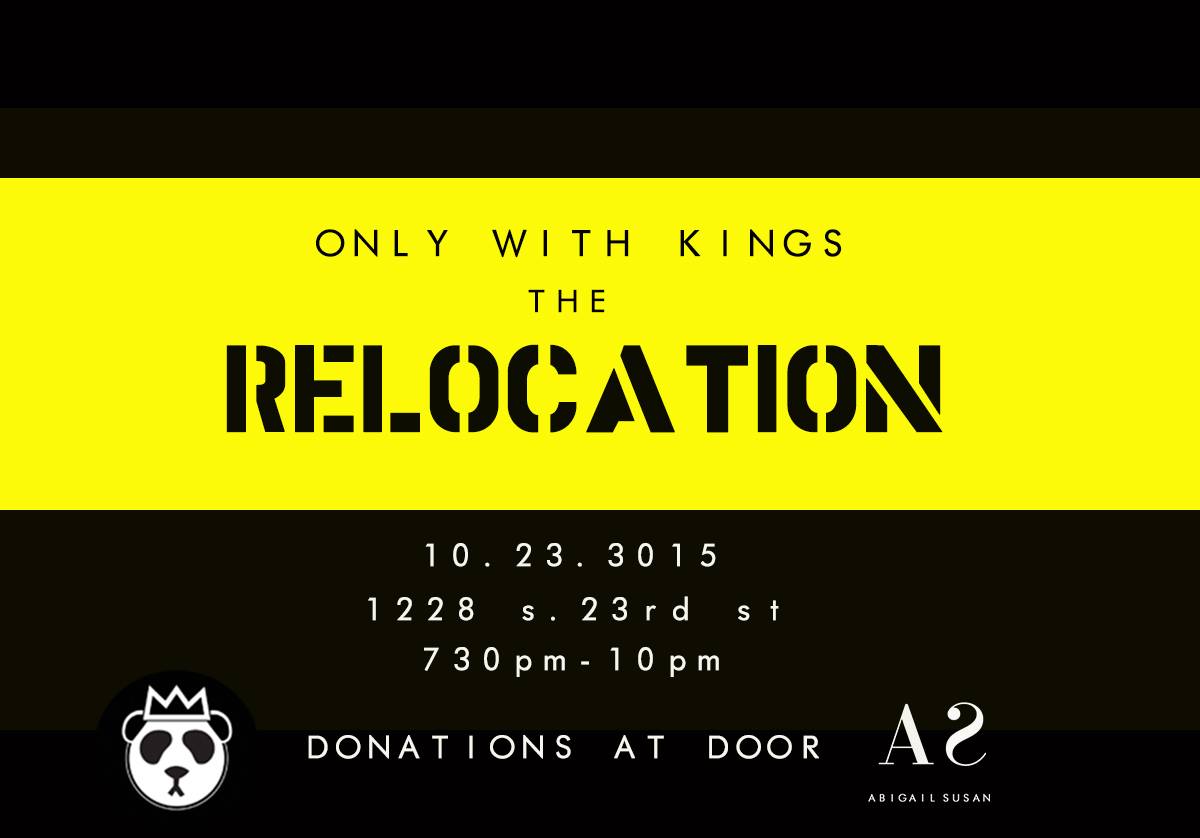 ONLY WITH KINGS
THE
RELOCATION
10.23.3015
1228 s. 23rd st
730pm-10pm
DONATIONS AT DOOR
AS
ABIGAIL SUSAN